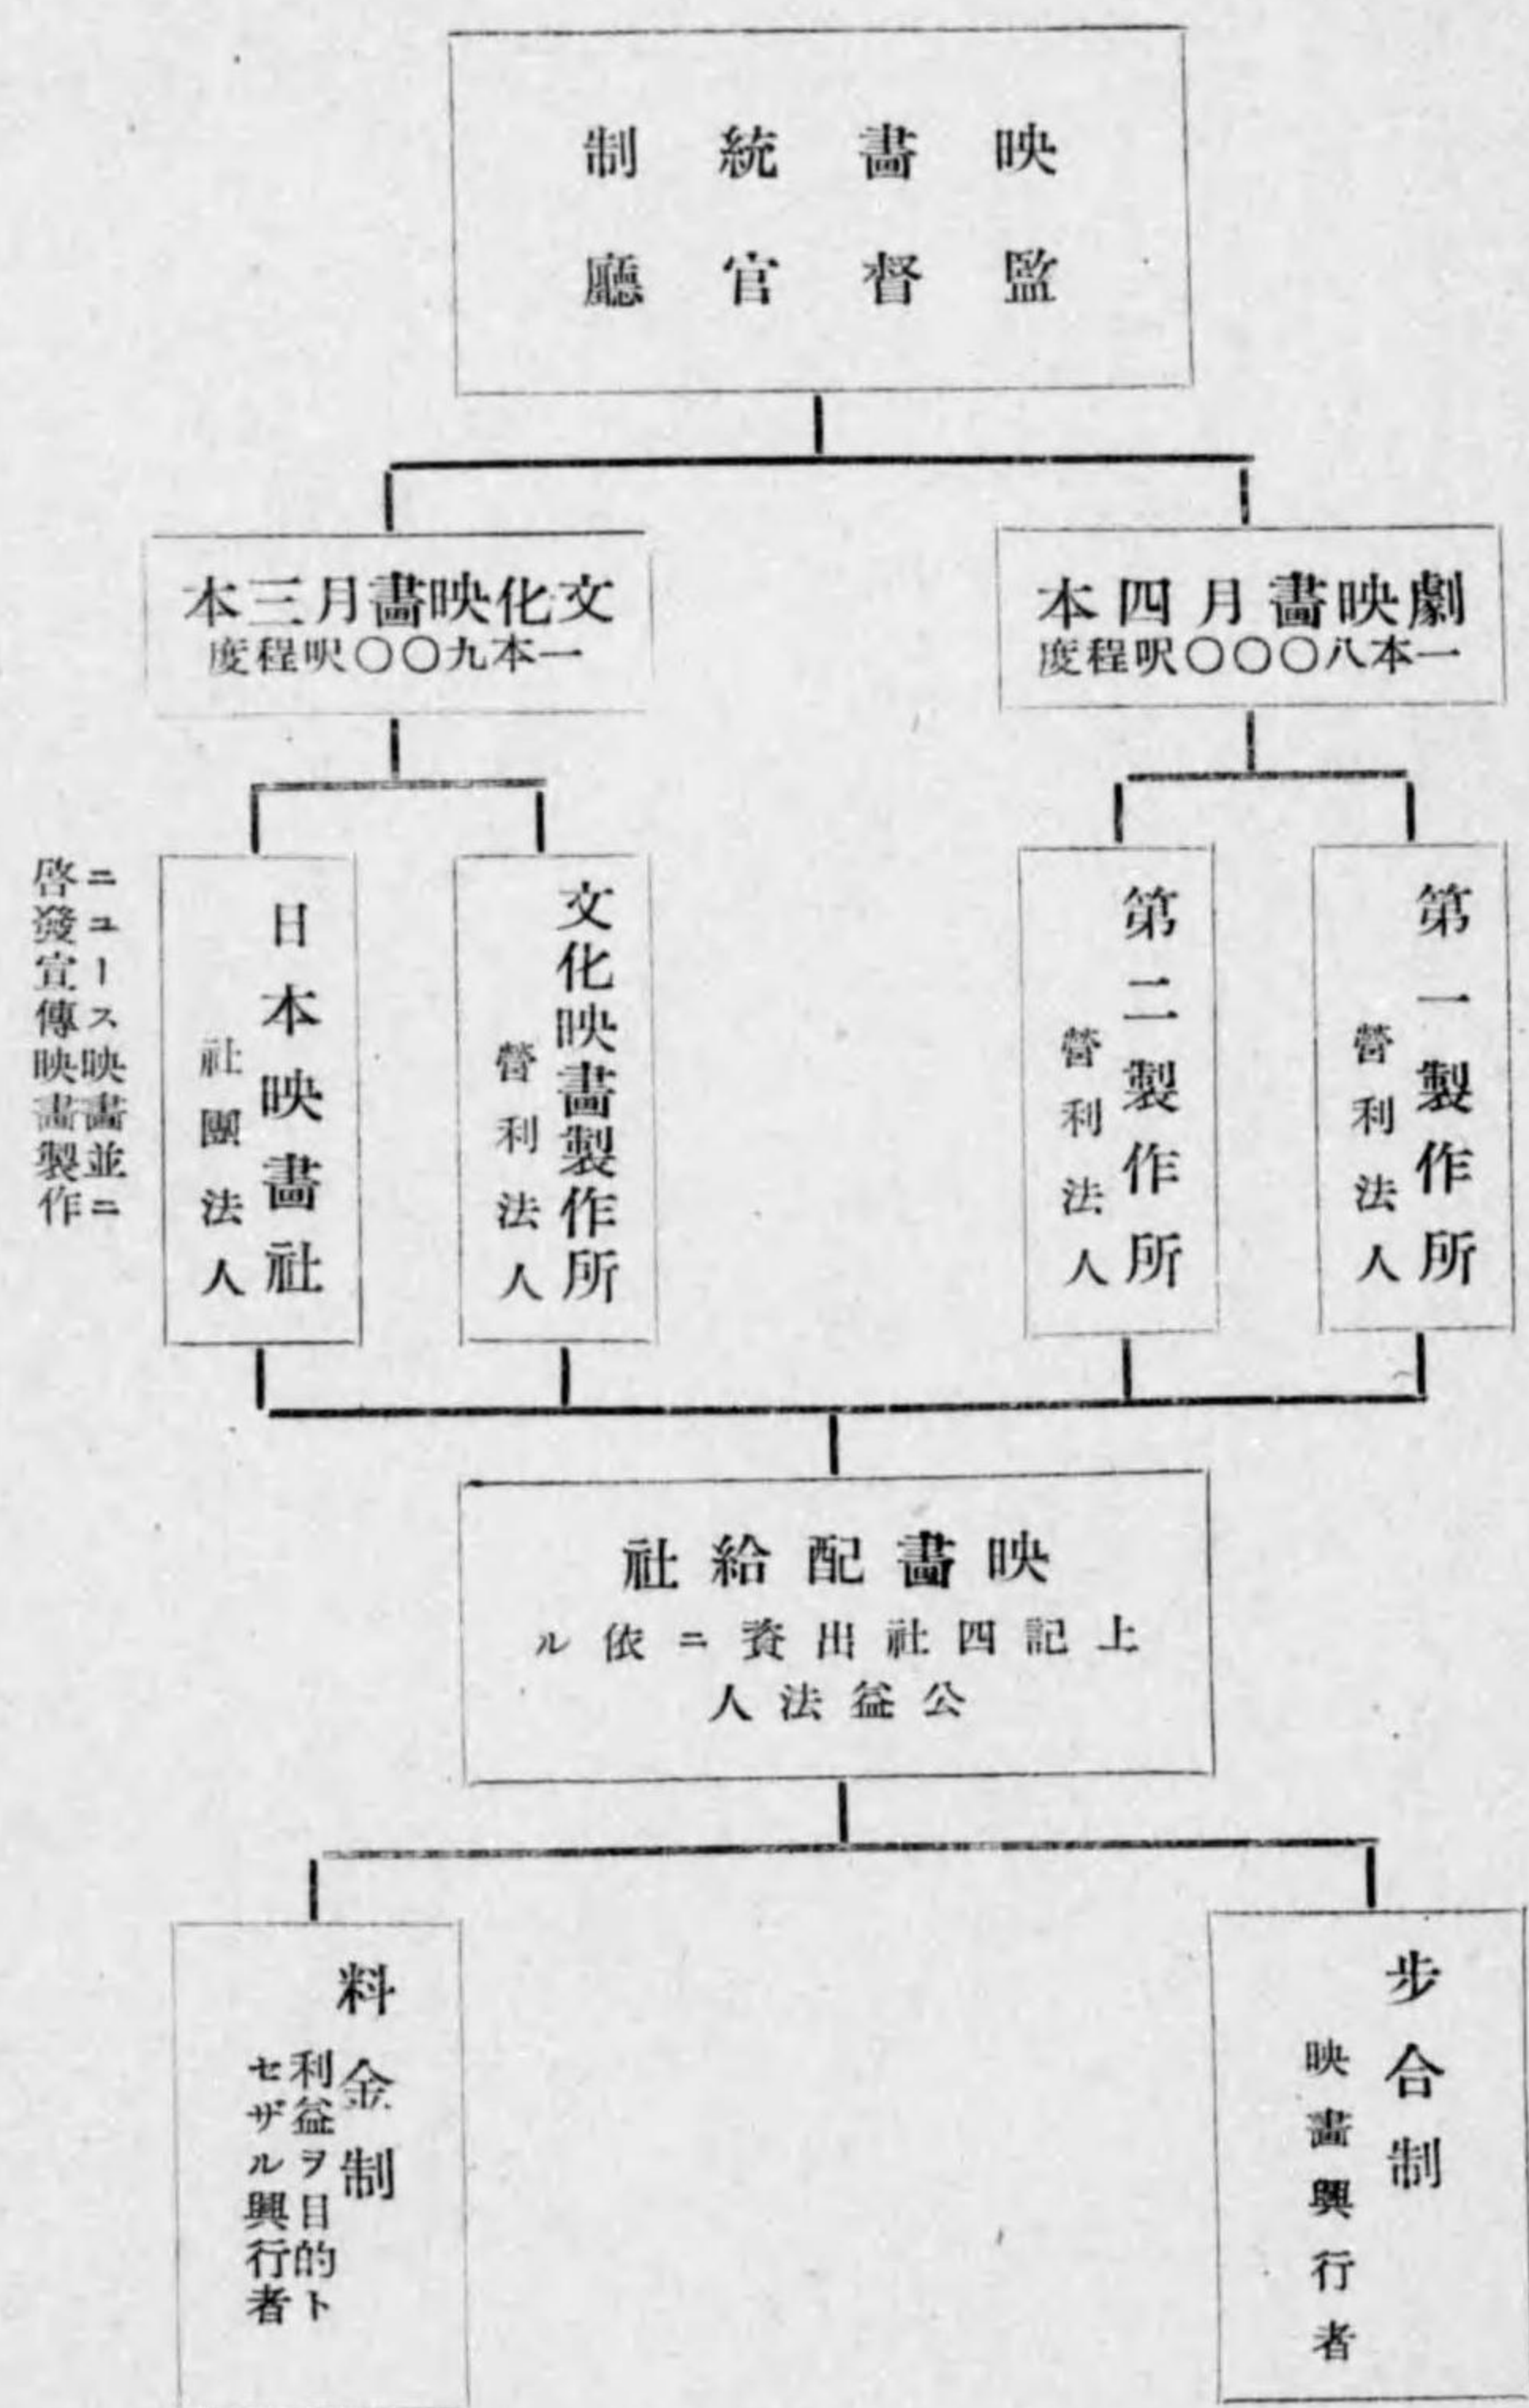 映畫統制
監督官廳
劇映畫月四本
一本八〇〇〇呎程度
文化映畫月三本
一本九〇〇呎程度
第一製作所
營利法人
第二製作所
營利法人
文化映畫製作所
營利法人
日本映畫社
社團法人
ニュース映畫並ニ
啓發宣傳映畫製作
映畫配給社
上記四社出資ニ依ル
公益法人
步合制
映畫興行者
料金制
利益ヲ目的ト
セザル興行者